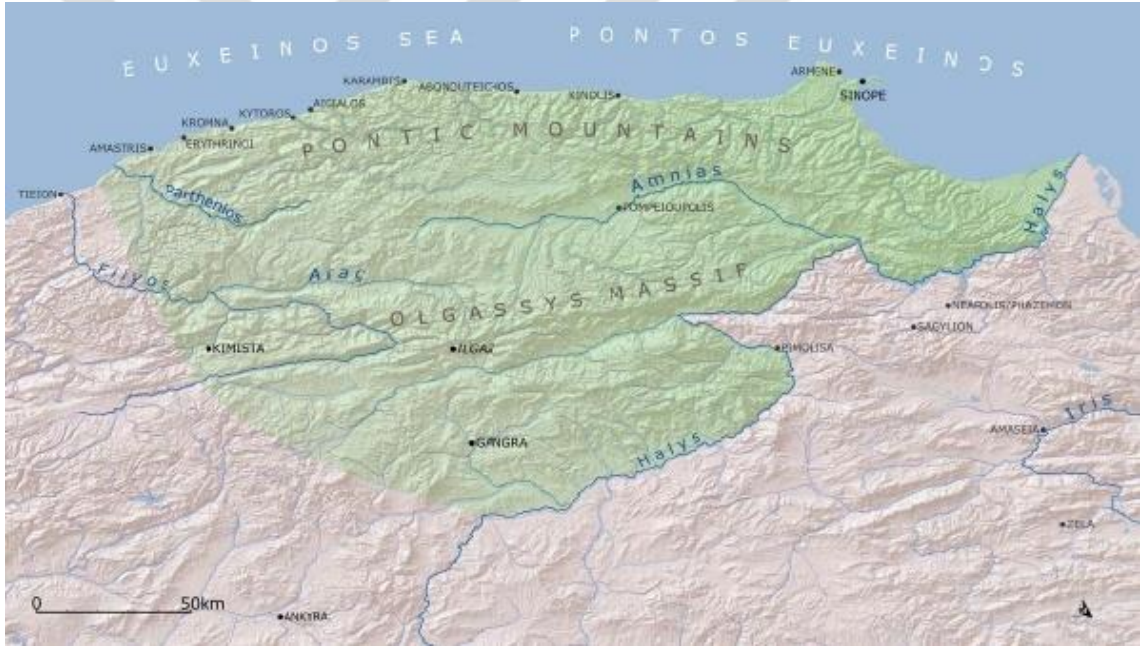 EUXEINOS SEA
PONTOS EUXEINOS
KARAMBIS
ABONOUTEICHOS
KINOLIS
ARMENE
SINOPE
AIGIALOS
KYTOROS
KROMNA
ERYTHRINOI
AMASTRIS
PONTIC MOUNTAINS
TIEION
Parthenios
Amnias
POMPEIOUPOLIS
Halys
Filyos
Araç
OLGASSYS MASSIF
NEAPOLIS/PHAZEMON
SAGYLION
KIMISTA
ILGAZ
PIMOLISA
Iris
AMASEIA
GANGRA
Halys
ZELA
0 50km
ANKYRA